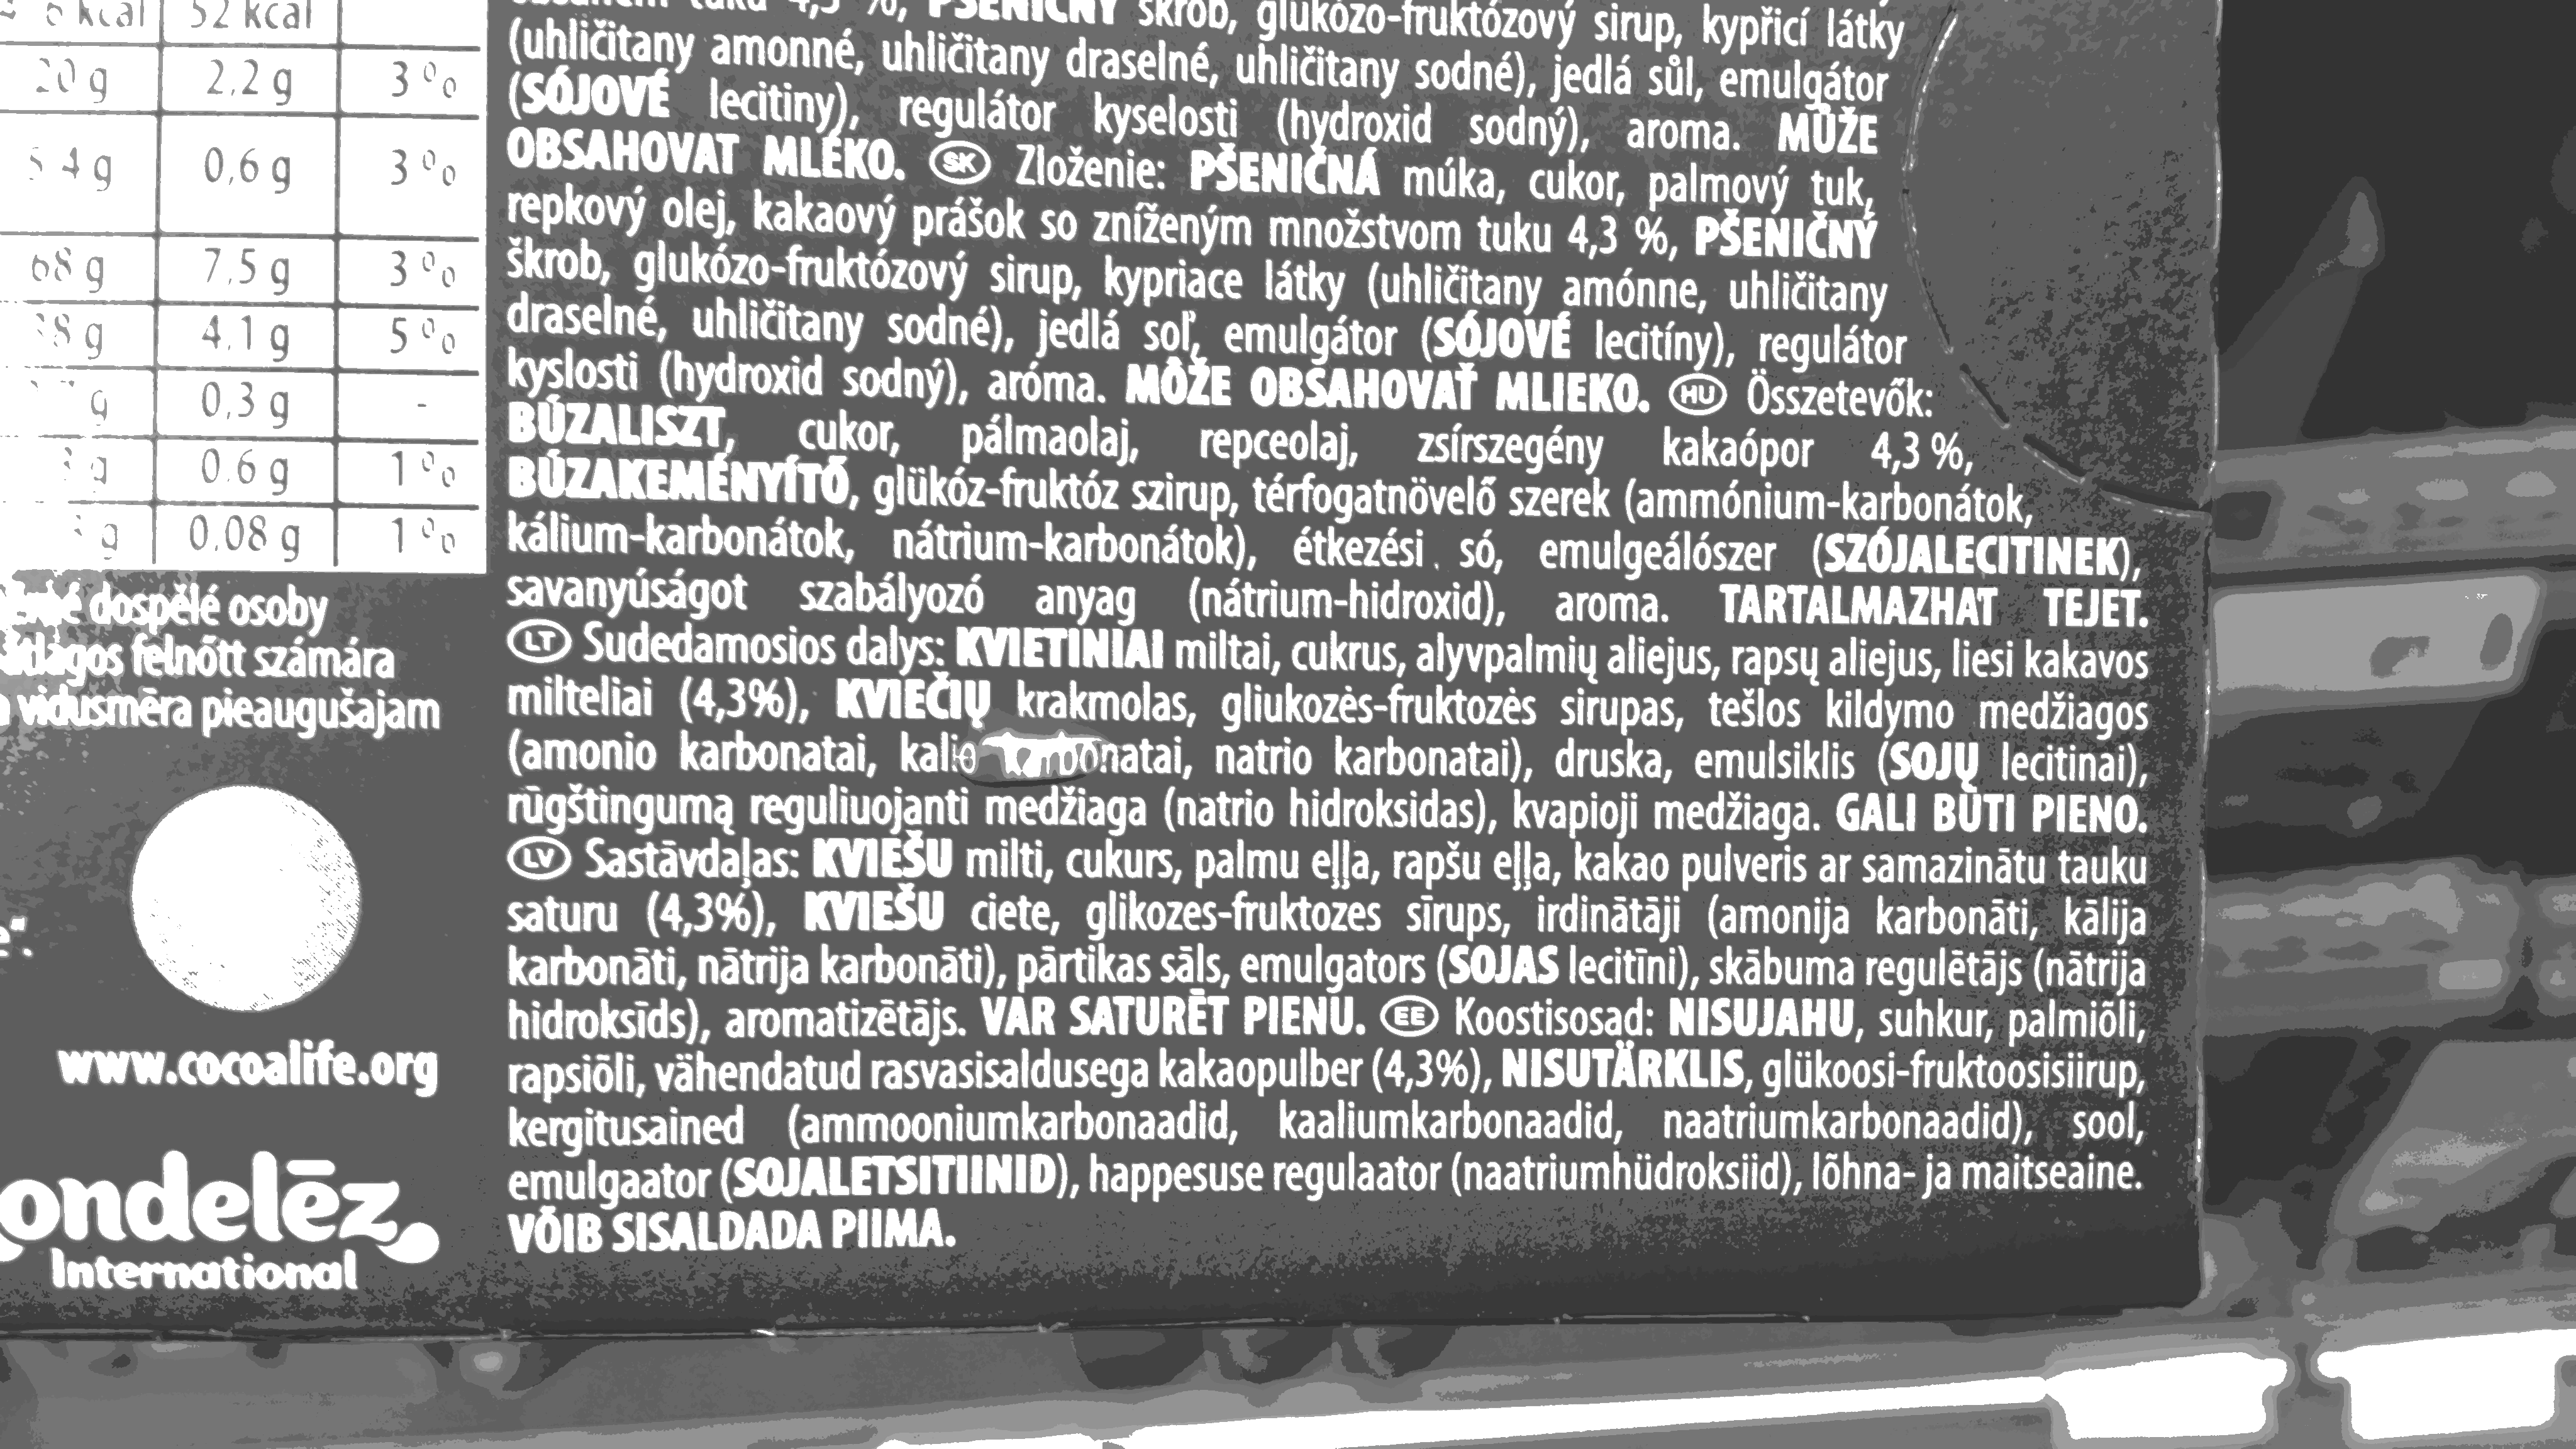 52 kcal
20 g 2,2 g 3%
5,4 g 0,6 g 3%
68 g 7,5 g 3%
38 g 4,1 g 5%
g 0,3 g -
g 0,6 g 1%
g 0,08 g 1%
dospělé osoby
felnőtt számára
vidusmēra pieaugušajam
www.cocoalife.org
International
tuku 4,3 %, PŠENIČNÝ škrob, glukózo-fruktózový sirup, kypřicí látky
(uhličitany amonné, uhličitany draselné, uhličitany sodné), jedlá sůl, emulgátor
(SÓJOVÉ lecitiny), regulátor kyselosti (hydroxid sodný), aroma. MŮŽE
OBSAHOVAT MLÉKO. SK Zloženie: PŠENIČNÁ múka, cukor, palmový tuk,
repkový olej, kakaový prášok so zníženým množstvom tuku 4,3 %, PŠENIČNÝ
škrob, glukózo-fruktózový sirup, kypriace látky (uhličitany amónne, uhličitany
draselné, uhličitany sodné), jedlá soľ, emulgátor (SÓJOVÉ lecitíny), regulátor
kyslosti (hydroxid sodný), aróma. MÔŽE OBSAHOVAŤ MLIEKO. HU Összetevők:
BÚZALISZT, cukor, pálmaolaj, repceolaj, zsírszegény kakaópor 4,3 %,
BÚZAKEMÉNYÍTŐ, glükóz-fruktóz szirup, térfogatnövelő szerek (ammónium-karbonátok,
kálium-karbonátok, nátrium-karbonátok), étkezési só, emulgeálószer (SZÓJALECITINEK),
savanyúságot szabályozó anyag (nátrium-hidroxid), aroma. TARTALMAZHAT TEJET.
LT Sudedamosios dalys: KVIETINIAI miltai, cukrus, alyvpalmių aliejus, rapsų aliejus, liesi kakavos
milteliai (4,3%), KVIEČIŲ krakmolas, gliukozės-fruktozės sirupas, tešlos kildymo medžiagos
(amonio karbonatai, kalio karbonatai, natrio karbonatai), druska, emulsiklis (SOJŲ lecitinai),
rūgštingumą reguliuojanti medžiaga (natrio hidroksidas), kvapioji medžiaga. GALI BŪTI PIENO.
LV Sastāvdaļas: KVIEŠU milti, cukurs, palmu eļļa, rapšu eļļa, kakao pulveris ar samazinātu tauku
saturu (4,3%), KVIEŠU ciete, glikozes-fruktozes sīrups, irdinātāji (amonija karbonāti, kālija
karbonāti, nātrija karbonāti), pārtikas sāls, emulgators (SOJAS lecitīni), skābuma regulētājs (nātrija
hidroksīds), aromatizētājs. VAR SATURĒT PIENU. EE Koostisosad: NISUJAHU, suhkur, palmiõli,
rapsiõli, vähendatud rasvasisaldusega kakaopulber (4,3%), NISUTÄRKLIS, glükoosi-fruktoosisiirup,
kergitusained (ammooniumkarbonaadid, kaaliumkarbonaadid, naatriumkarbonaadid), sool,
emulgaator (SOJALETSITIINID), happesuse regulaator (naatriumhüdroksiid), lõhna- ja maitseaine.
VÕIB SISALDADA PIIMA.